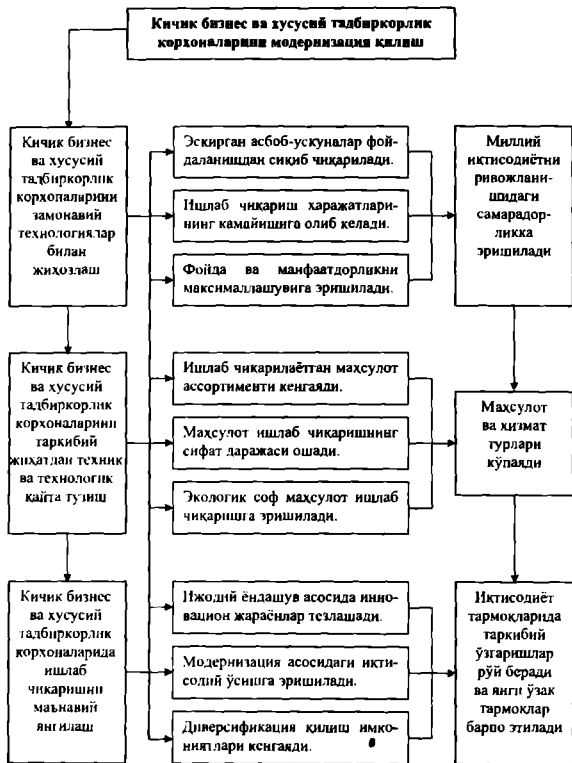 Кичик бизнес ва хусусий тадбиркорлик
корхоналарини модернизация қилиш
Кичик бизнес
ва хусусий
тадбиркорлик
корхоналарини
замонавий
технологиялар
билан
жиҳозлаш
Эскирган асбоб-ускуналар фой-
даланишдан сиқиб чиқарилади.
Ишлаб чиқариш харажатлари-
нинг камайишига олиб келади.
Фойда ва манфаатдорликни
максималлашувига эришилади.
Миллий
иқтисодиётни
ривожлани-
шидаги
самарадор-
ликка
эришилади
Кичик бизнес
ва хусусий
тадбиркорлик
корхоналарини
таркибий
жиҳатдан техник
ва технологик
қайта тузиш
Ишлаб чиқарилаётган маҳсулот
ассортименти кенгаяди.
Маҳсулот ишлаб чиқаришнинг
сифат даражаси ошади.
Экологик соф маҳсулот ишлаб
чиқаришга эришилади.
Маҳсулот
ва хизмат
турлари
кўпаяди
Кичик бизнес
ва хусусий
тадбиркорлик
корхоналарида
ишлаб
чиқаришни
маънавий
янгилаш
Ижодий ёндашув асосида инно-
вацион жараёнлар тезлашади.
Модернизация асосидаги иқти-
содий ўсишга эришилади.
Диверсификация қилиш имко-
ниятлари кенгаяди.
Иқтисодиёт
тармоқларида
таркибий
ўзгаришлар
рўй беради
ва янги ўзак
тармоқлар
барпо этилади